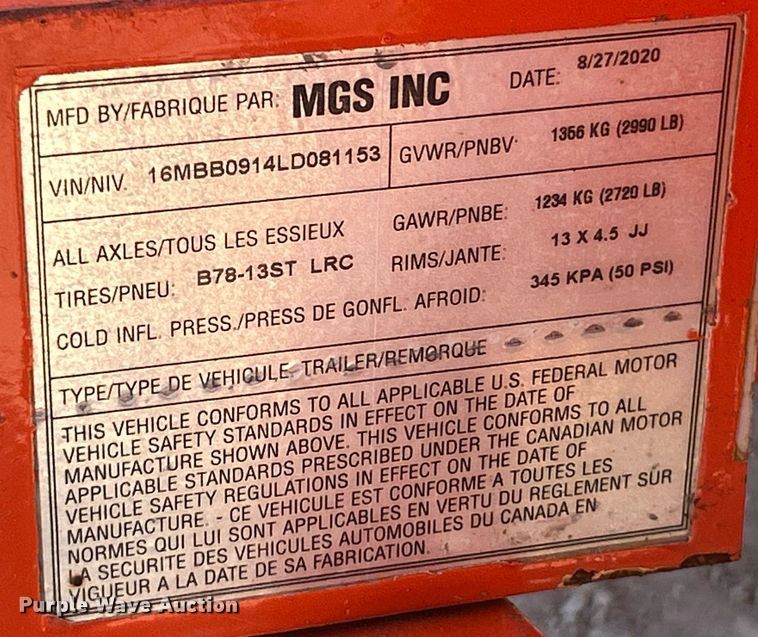 MFD BY/FABRIQUE PAR: MGS INC DATE: 8/27/2020
VIN/NIV. 16MBB0914LD081153 GVWR/PNBV 1356 KG (2990 LB)
ALL AXLES/TOUS LES ESSIEUX GAWR/PNBE: 1234 KG (2720 LB)
TIRES/PNEU: B78-13ST LRC RIMS/JANTE: 13 X 4.5 JJ
COLD INFL. PRESS./PRESS DE GONFL. AFROID: 345 KPA (50 PSI)
TYPE/TYPE DE VEHICULE TRAILER/REMORQUE
THIS VEHICLE CONFORMS TO ALL APPLICABLE U.S. FEDERAL MOTOR
VEHICLE SAFETY STANDARDS IN EFFECT ON THE DATE OF
MANUFACTURE SHOWN ABOVE. THIS VEHICLE CONFORMS TO ALL
APPLICABLE STANDARDS PRESCRIBED UNDER THE CANADIAN MOTOR
VEHICLE SAFETY REGULATIONS IN EFFECT ON THE DATE OF
MANUFACTURE. - CE VEHICULE EST CONFORME A TOUTES LES
NORMES QUI LUI SONT APPLICABLES EN VERTU DU REGLEMENT SUR
LA SECURITE DES VEHICULES AUTOMOBILES DU CANADA EN
VIGUEUR A LA DATE DE SA FABRICATION.
Purple Wave Auction